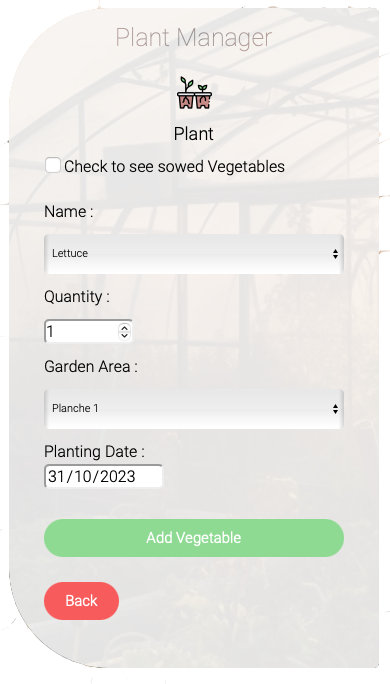 Plant Manager
Plant
Check to see sowed Vegetables
Name :
Lettuce
Quantity :
1
Garden Area :
Planche 1
Planting Date :
31/10/2023
Add Vegetable
Back